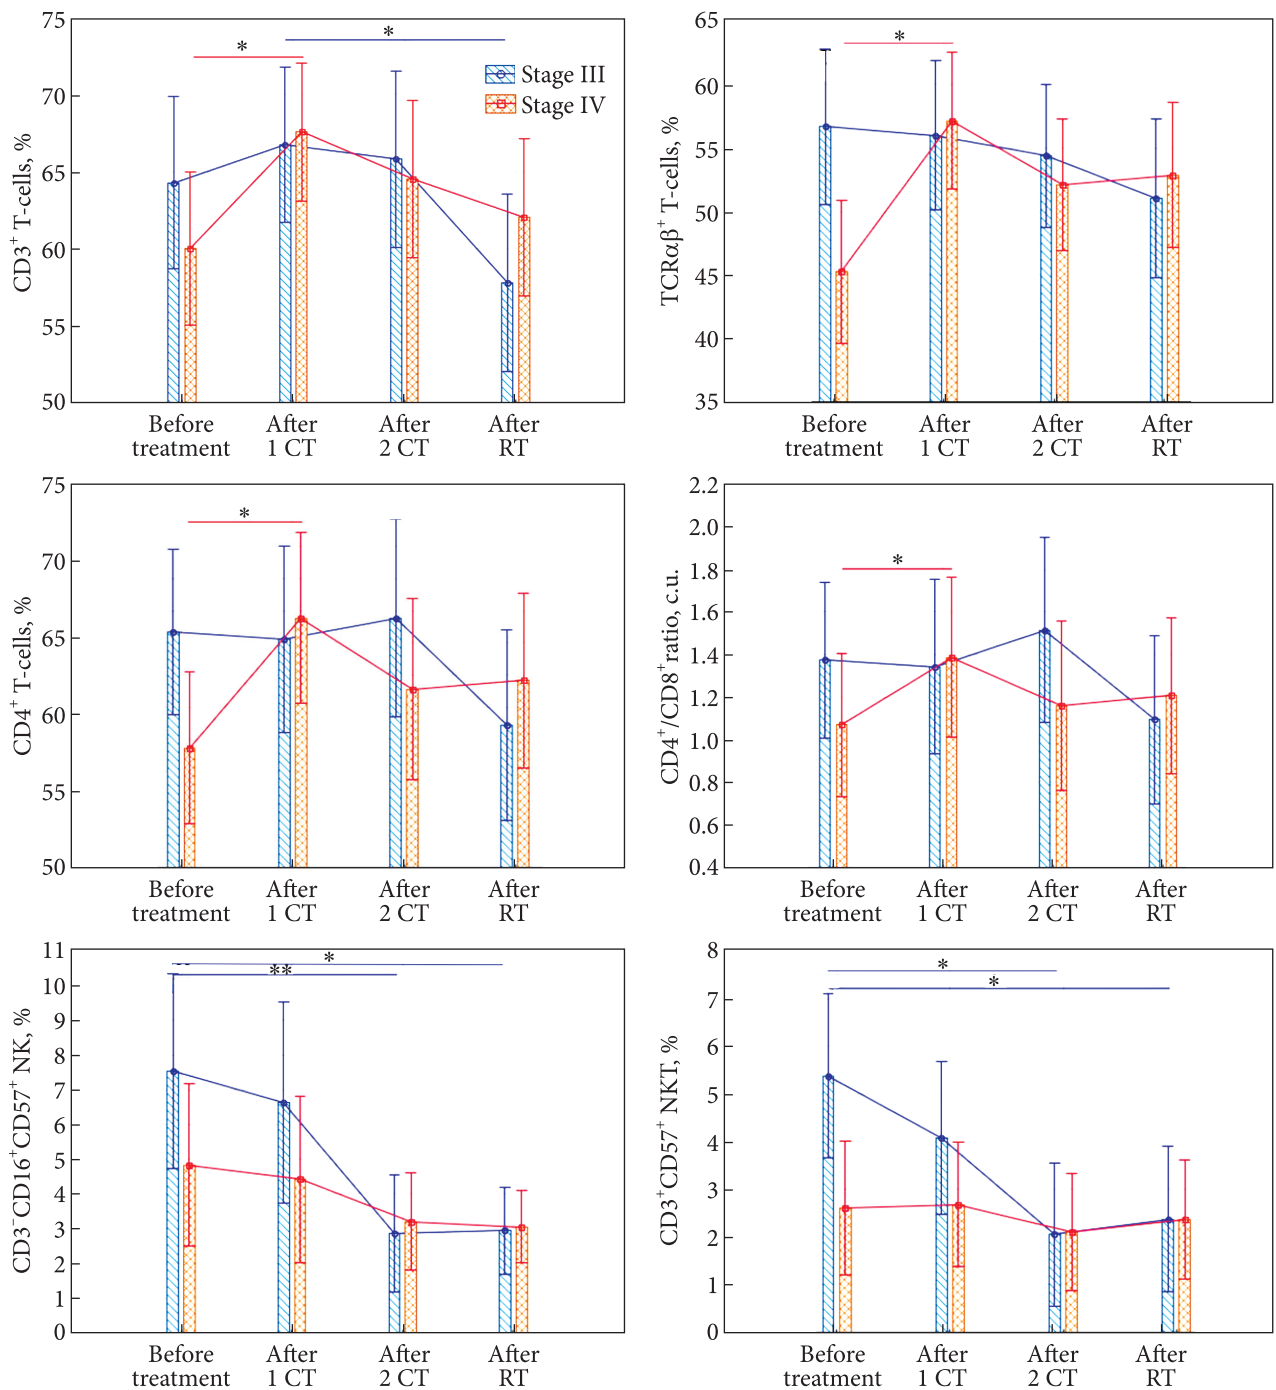 CD3+ T-cells, %
75
70
65
60
55
50
*
*
Stage III
Stage IV
Before treatment
After 1 CT
After 2 CT
After RT
TCRαβ+ T-cells, %
65
60
55
50
45
40
35
*
Before treatment
After 1 CT
After 2 CT
After RT
CD4+ T-cells, %
75
70
65
60
55
50
*
Before treatment
After 1 CT
After 2 CT
After RT
CD4+/CD8+ratio, c.u.
2.2
2.0
1.8
1.6
1.4
1.2
1.0
0.8
0.6
0.4
*
Before treatment
After 1 CT
After 2 CT
After RT
CD3−CD16+CD57+ NK, %
11
10
9
8
7
6
5
4
3
2
1
0
*
**
Before treatment
After 1 CT
After 2 CT
After RT
CD3+CD57+ NKT, %
8
7
6
5
4
3
2
1
0
*
*
Before treatment
After 1 CT
After 2 CT
After RT